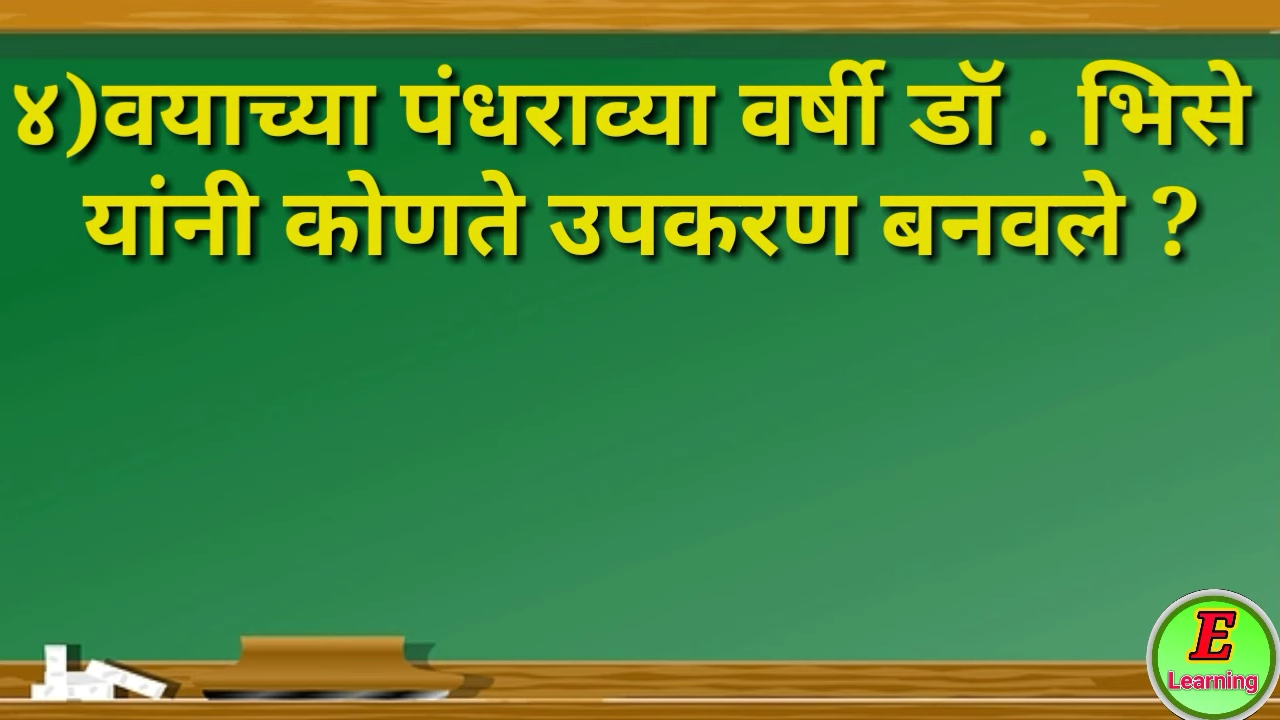 ४)वयाच्या पंधराव्या वर्षी डॉ . भिसे
यांनी कोणते उपकरण बनवले ?
E
Learning